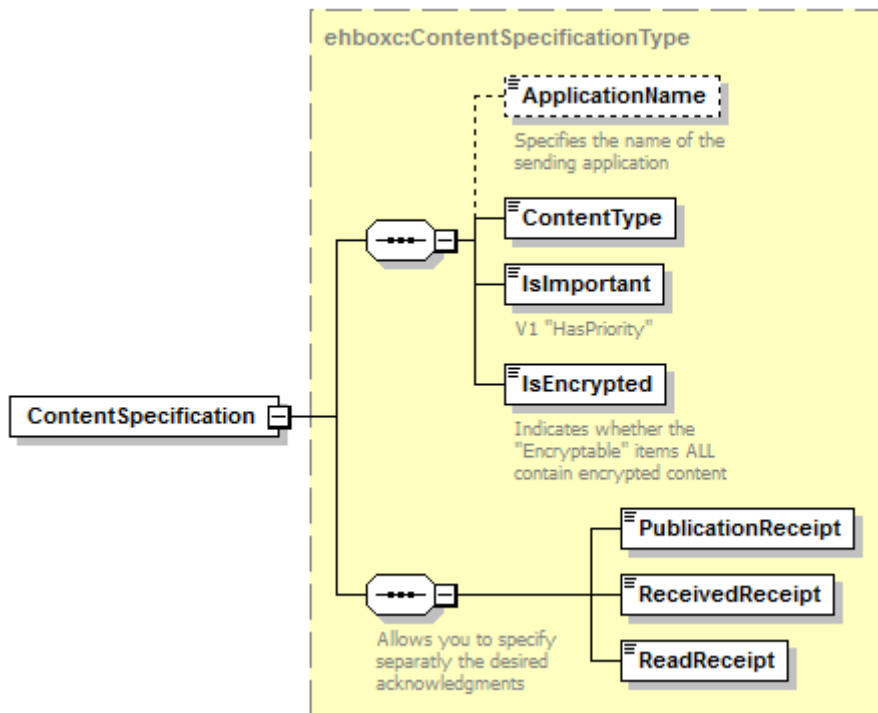 ehboxc:ContentSpecificationType
ApplicationName
Specifies the name of the
sending application
ContentType
IsImportant
V1 "HasPriority"
IsEncrypted
Indicates whether the
"Encryptable" items ALL
contain encrypted content
ContentSpecification
PublicationReceipt
ReceivedReceipt
ReadReceipt
Allows you to specify
separatly the desired
acknowledgments